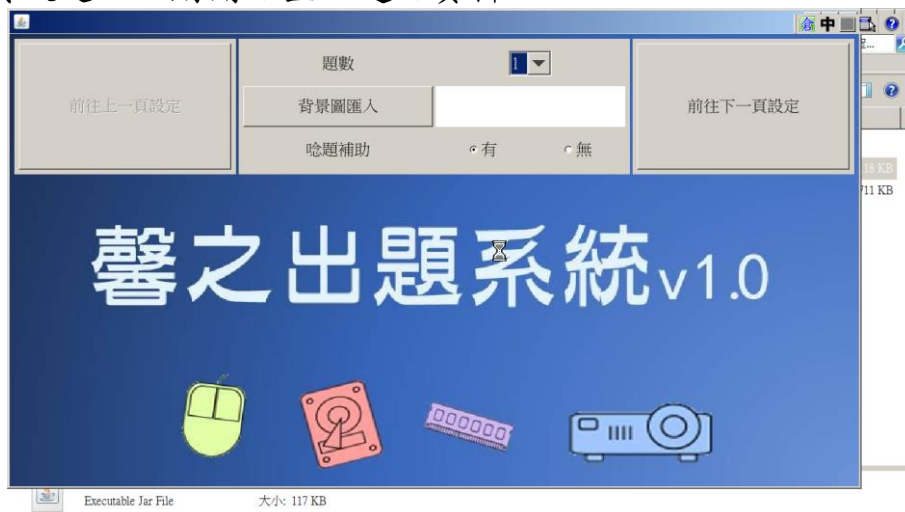 中
題數 1
前往上一頁設定 背景圖匯入 前往下一頁設定
唸題補助 有 無
馨之出題系統v1.0
711 KB
Executable Jar File 大小: 117 KB